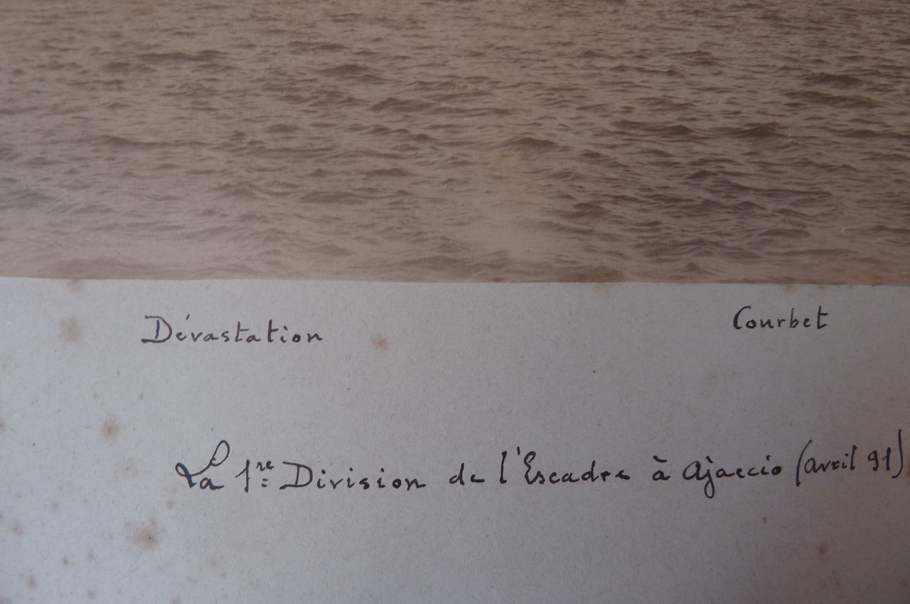 Dévastation Courbet
La 1re Division de l'Escadre à Ajaccio (avril 91)